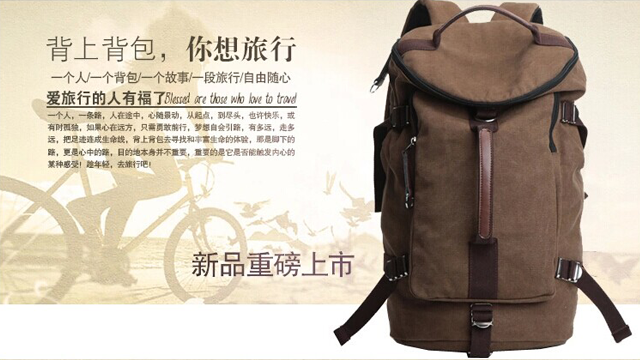 背上背包，你想旅行
一个人/一个背包/一个故事/一段旅行/自由随心
爱旅行的人有福了Blessed are those who love to travel
一个人，一条路，人在途中，心随景动，从起点，到尽头，也许快乐，或
有时孤独，如果心在远方，只需勇敢前行，梦想自会引路，有多远，走多
远，把足迹连成生命线，背上背包去寻找和丰富生命的体验，那是脚下的
路，更是心中的路，目的地本身并不重要，重要的是它是否能触发内心的
某种感受！趁年轻，去旅行吧！
新品重磅上市